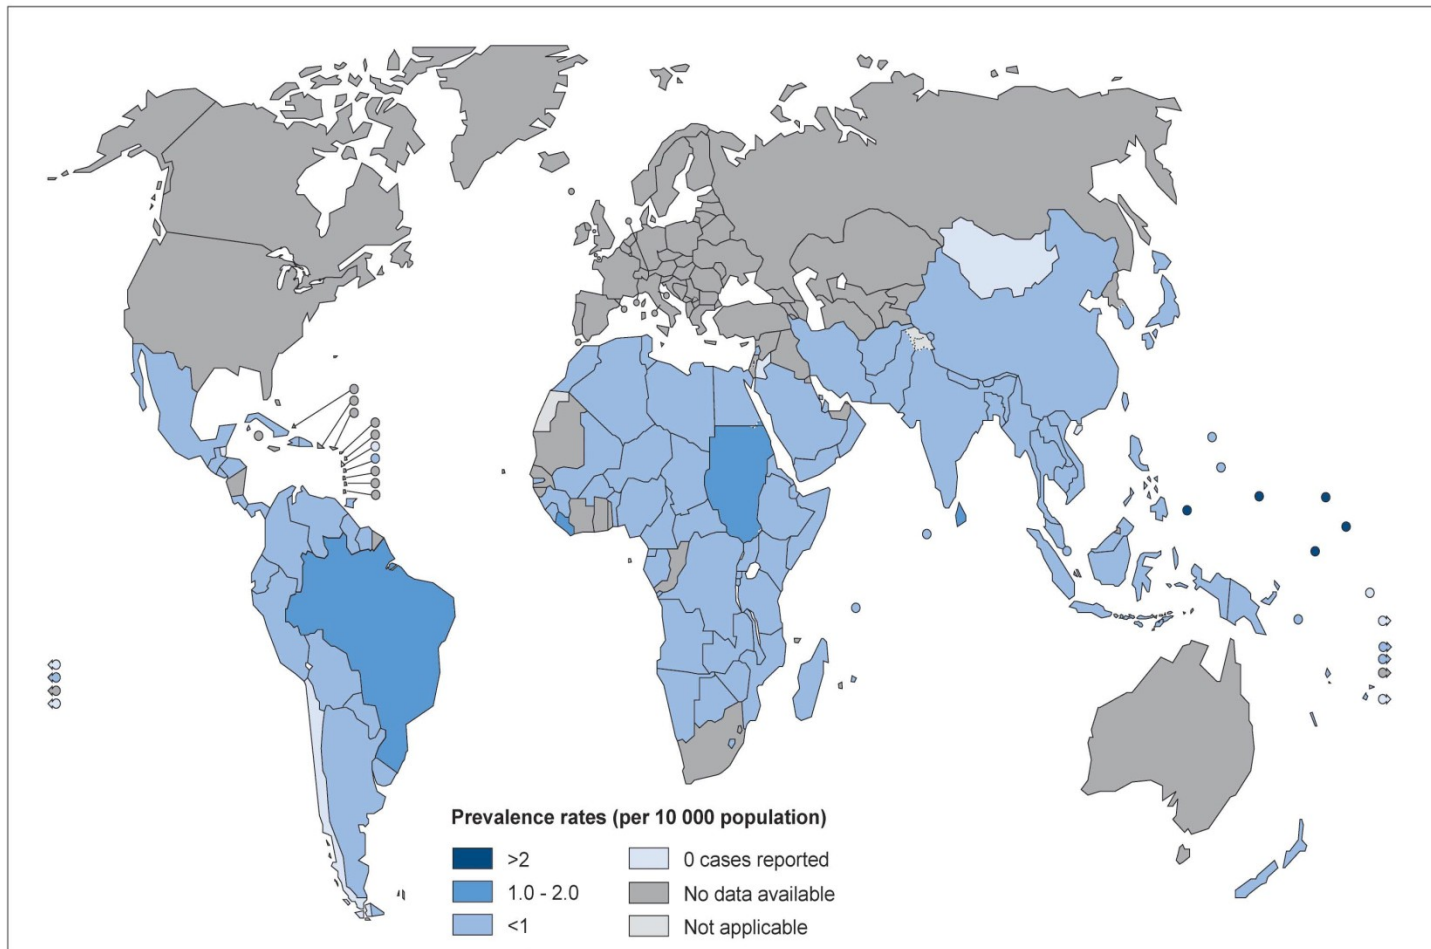 Prevalence rates (per 10 000 population)
>2
1.0 - 2.0
<1
0 cases reported
No data available
Not applicable